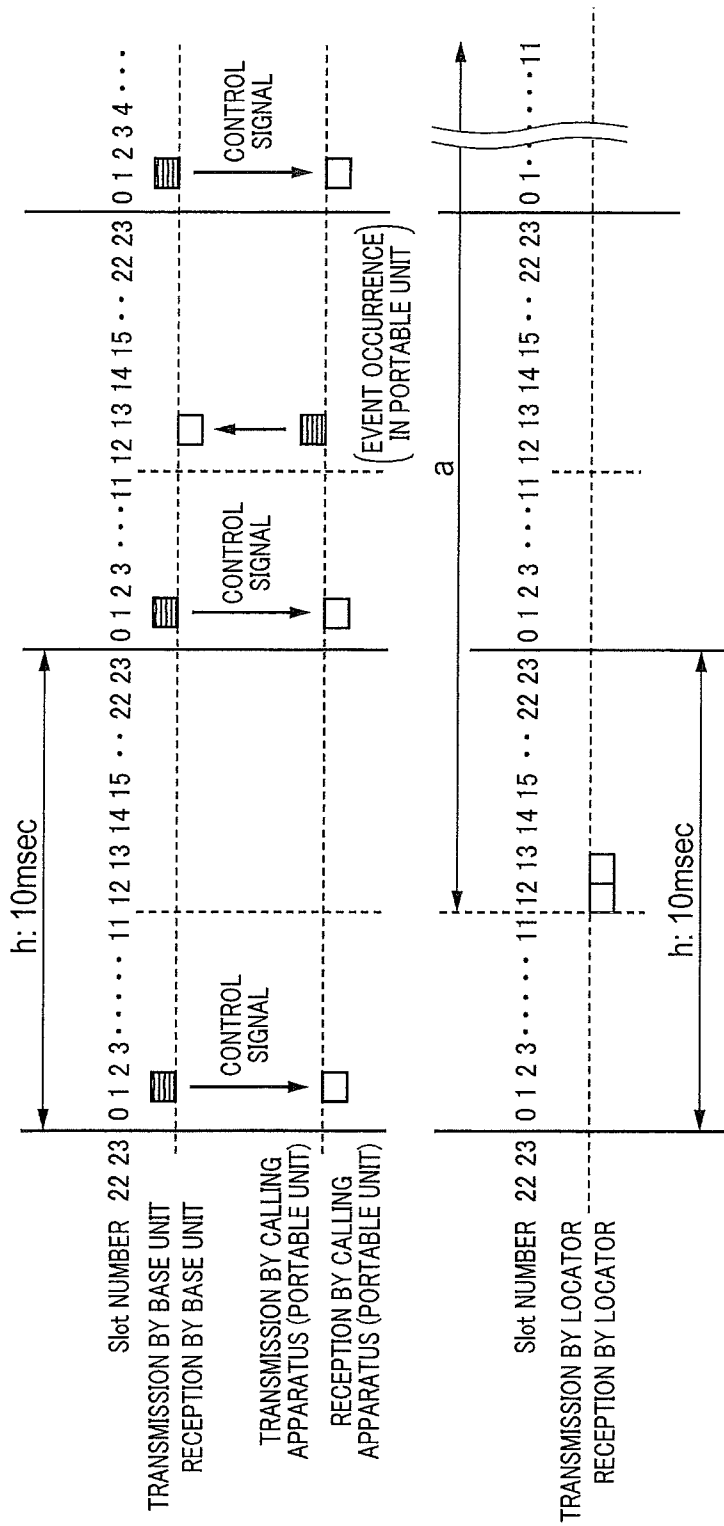 h: 10msec
Slot NUMBER 22 23 0 1 2 3 ····· 11 12 13 14 15 ·· 22 23 0 1 2 3 ··· 11 12 13 14 15 ·· 22 23 0 1 2 3 4 ···
TRANSMISSION BY BASE UNIT
RECEPTION BY BASE UNIT
CONTROL
SIGNAL
CONTROL
SIGNAL
CONTROL
SIGNAL
TRANSMISSION BY CALLING
APPARATUS (PORTABLE UNIT)
RECEPTION BY CALLING
APPARATUS (PORTABLE UNIT)
(EVENT OCCURRENCE
IN PORTABLE UNIT)
a
Slot NUMBER 22 23 0 1 2 3 ····· 11 12 13 14 15 ·· 22 23 0 1 2 3 ··· 11 12 13 14 15 ·· 22 23 0 1 · ···· 11
TRANSMISSION BY LOCATOR
RECEPTION BY LOCATOR
h: 10msec